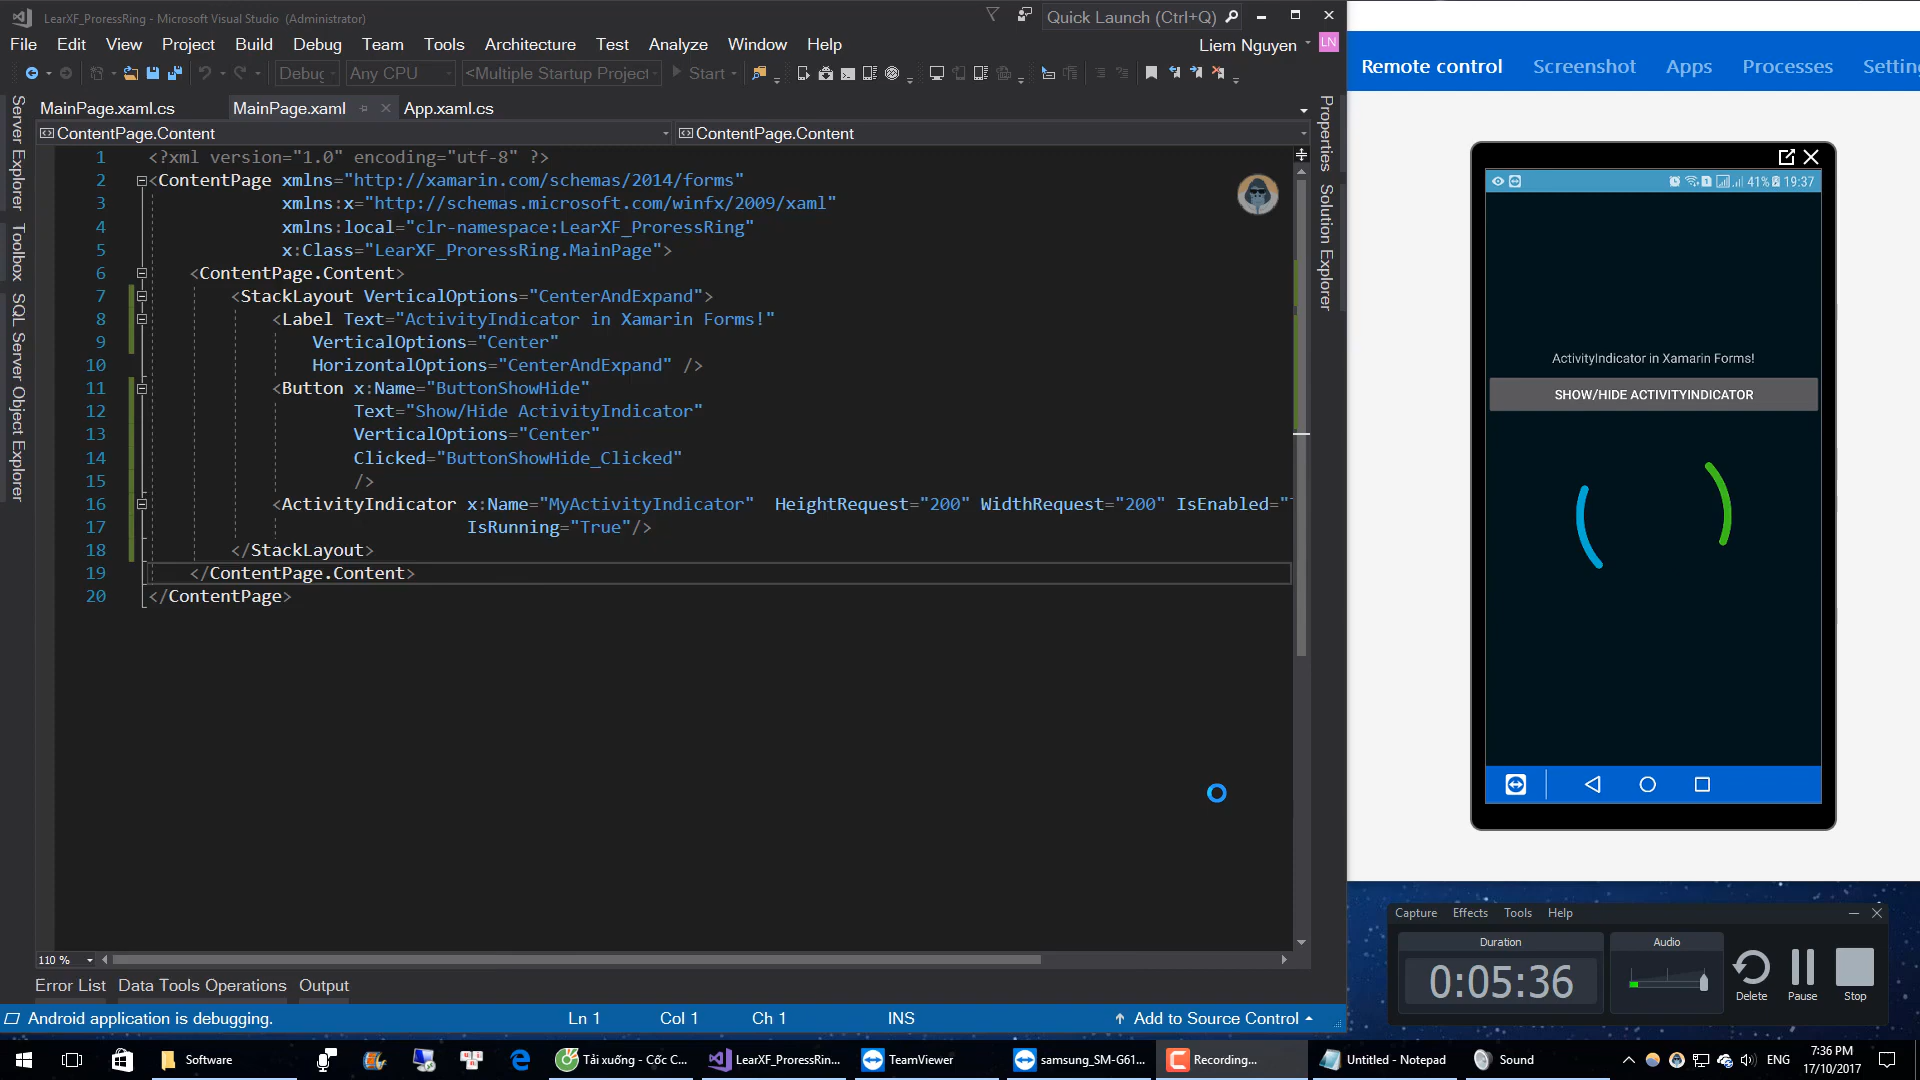 LearXF_ProressRing - Microsoft Visual Studio (Administrator)
Quick Launch (Ctrl+Q)
File Edit View Project Build Debug Team Tools Architecture Test Analyze Window Help
Liem Nguyen
LN
Debug
Any CPU
<Multiple Startup Project
Start
MainPage.xaml.cs
MainPage.xaml
App.xaml.cs
ContentPage.Content
ContentPage.Content
Server Explorer
Toolbox
SQL Server Object Explorer
Properties
Solution Explorer
1 <?xml version="1.0" encoding="utf-8" ?>
2 <ContentPage xmlns="http://xamarin.com/schemas/2014/forms"
3 xmlns:x="http://schemas.microsoft.com/winfx/2009/xaml"
4 xmlns:local="clr-namespace:LearXF_ProressRing"
5 x:Class="LearXF_ProressRing.MainPage">
6 <ContentPage.Content>
7 <StackLayout VerticalOptions="CenterAndExpand">
8 <Label Text="ActivityIndicator in Xamarin Forms!"
9 VerticalOptions="Center"
10 HorizontalOptions="CenterAndExpand" />
11 <Button x:Name="ButtonShowHide"
12 Text="Show/Hide ActivityIndicator"
13 VerticalOptions="Center"
14 Clicked="ButtonShowHide_Clicked"
15 />
16 <ActivityIndicator x:Name="MyActivityIndicator" HeightRequest="200" WidthRequest="200" IsEnabled="
17 IsRunning="True"/>
18 </StackLayout>
19 </ContentPage.Content>
20 </ContentPage>
110 %
Error List Data Tools Operations Output
Android application is debugging.
Ln 1 Col 1 Ch 1 INS
Add to Source Control
Remote control Screenshot Apps Processes Setting
41% 19:37
ActivityIndicator in Xamarin Forms!
SHOW/HIDE ACTIVITYINDICATOR
Capture Effects Tools Help
Duration
0:05:36
Audio
Delete
Pause
Stop
Software
Tải xuống - Cốc C...
LearXF_ProressRin...
TeamViewer
samsung_SM-G61...
Recording...
Untitled - Notepad
Sound
ENG
7:36 PM
17/10/2017